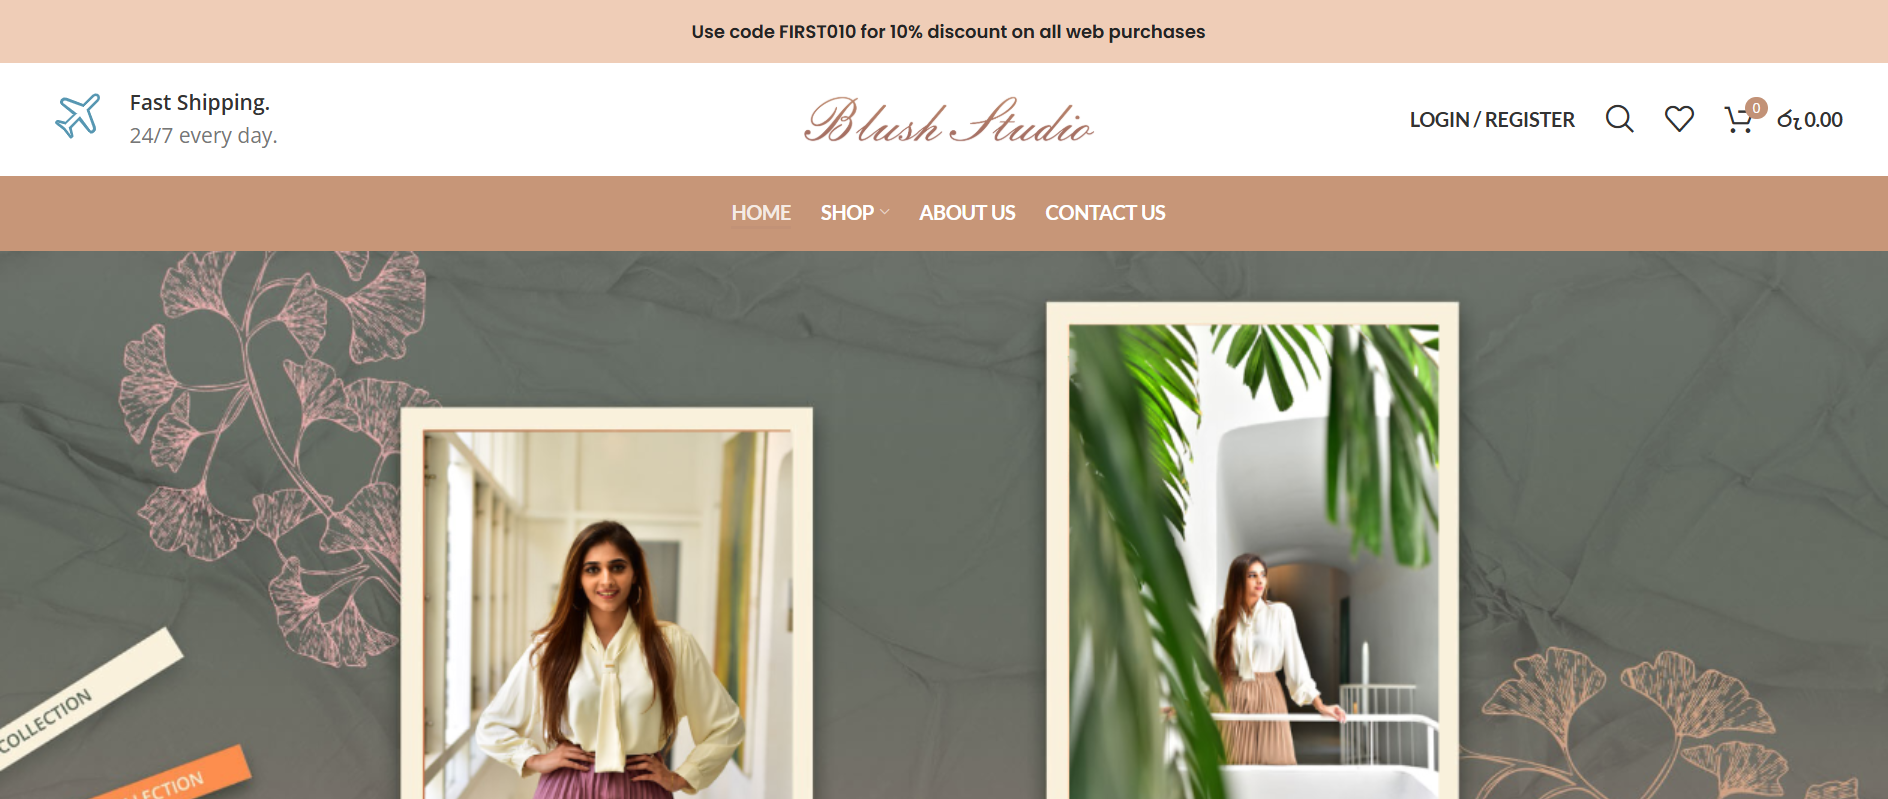 Use code FIRST010 for 10% discount on all web purchases
Fast Shipping.
24/7 every day.
Blush Studio
LOGIN / REGISTER
0
රු 0.00
HOME
SHOP
ABOUT US
CONTACT US
COLLECTION